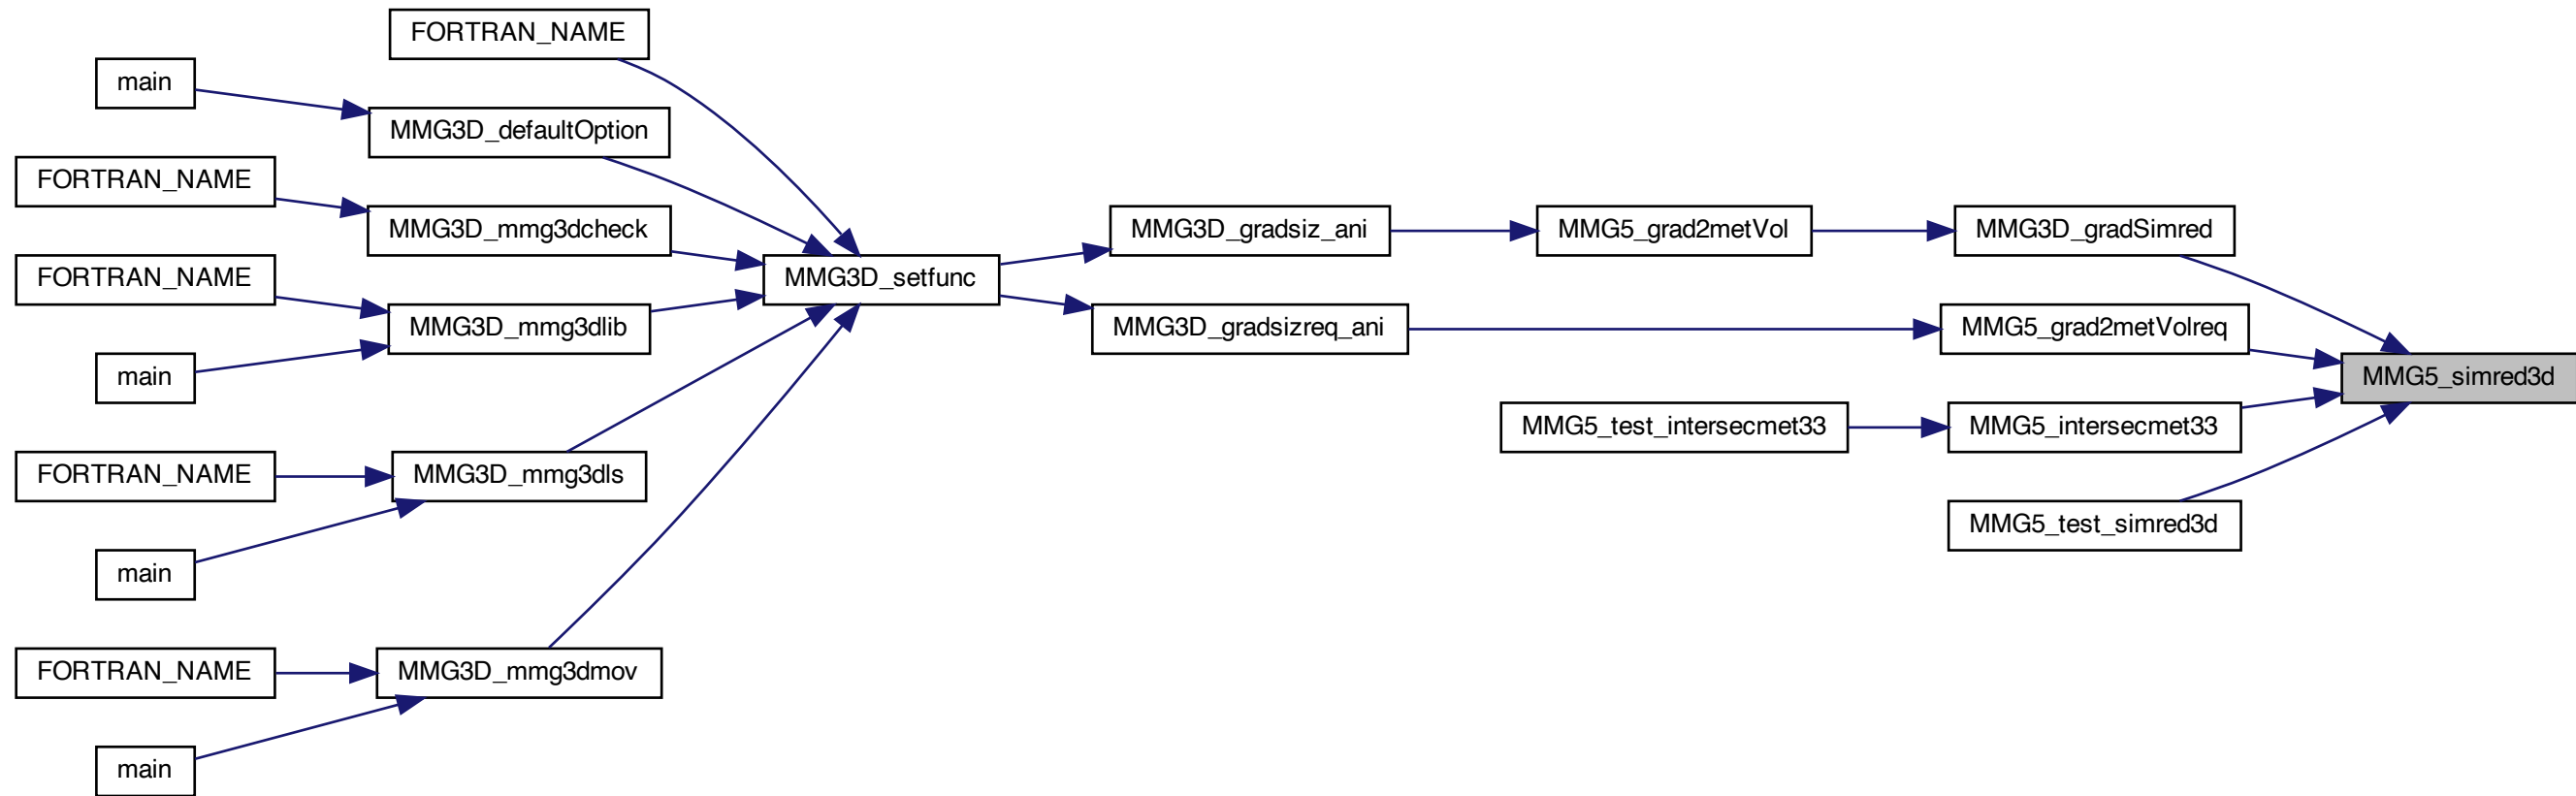 FORTRAN_NAME
main
MMG3D_defaultOption
FORTRAN_NAME
MMG3D_mmg3dcheck
MMG3D_gradsiz_ani
MMG5_grad2metVol
MMG3D_gradSimred
FORTRAN_NAME
MMG3D_setfunc
MMG3D_mmg3dlib
MMG3D_gradsizreq_ani
MMG5_grad2metVolreq
main
MMG5_simred3d
MMG5_test_intersecmet33
MMG5_intersecmet33
FORTRAN_NAME
MMG3D_mmg3dls
MMG5_test_simred3d
main
FORTRAN_NAME
MMG3D_mmg3dmov
main